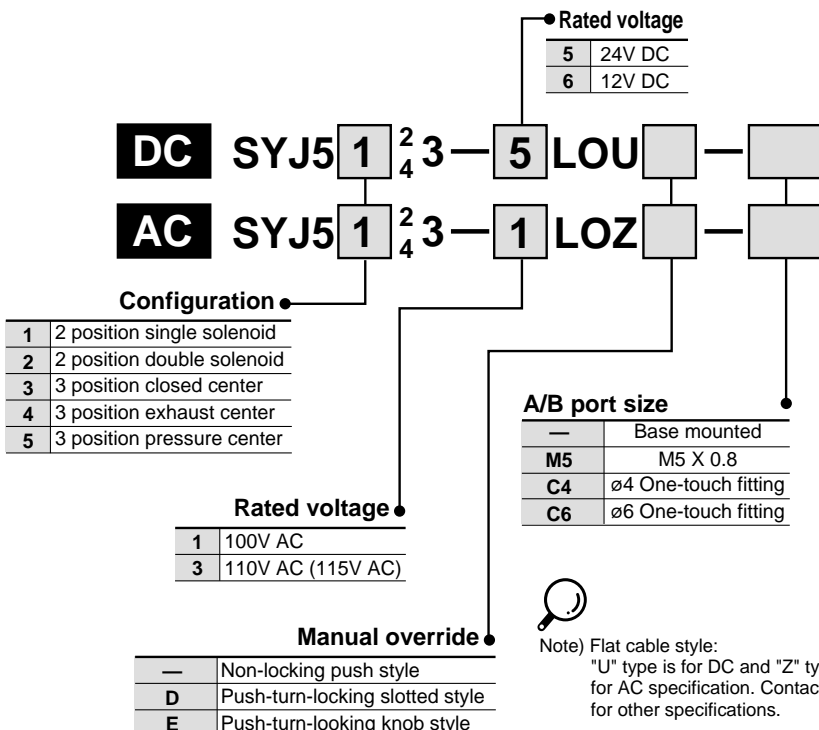 Rated voltage
5 24V DC
6 12V DC
DC SYJ5 1 2 4 3 — 5 LOU —
AC SYJ5 1 2 4 3 — 1 LOZ —
Configuration
1 2 position single solenoid
2 2 position double solenoid
3 3 position closed center
4 3 position exhaust center
5 3 position pressure center
A/B port size
— Base mounted
M5 M5 X 0.8
C4 ø4 One-touch fitting
C6 ø6 One-touch fitting
Rated voltage
1 100V AC
3 110V AC (115V AC)
Manual override
— Non-locking push style
D Push-turn-locking slotted style
E Push-turn-looking knob style
Note) Flat cable style:
"U" type is for DC and "Z" ty
for AC specification. Contac
for other specifications.